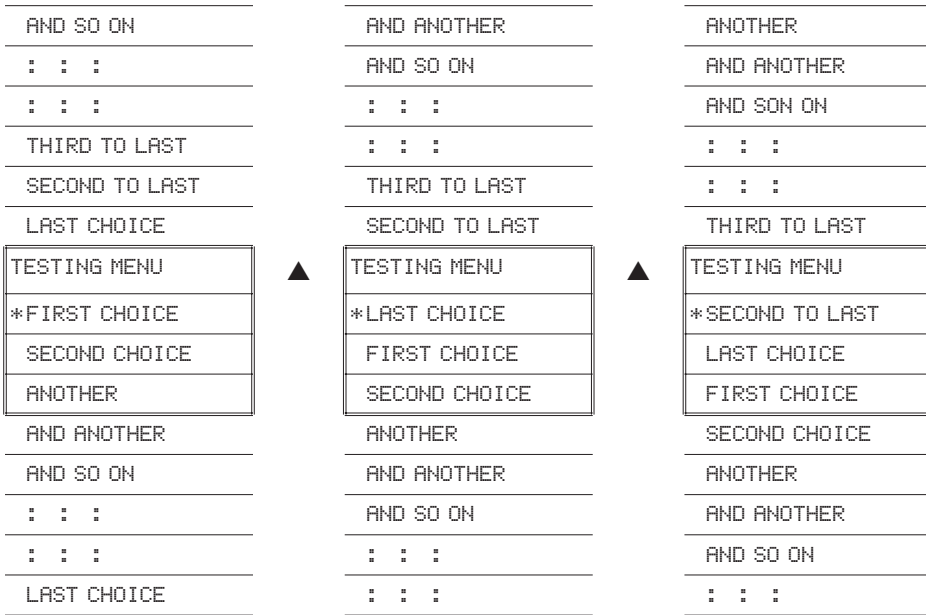 AND SO ON
: : :
: : :
THIRD TO LAST
SECOND TO LAST
LAST CHOICE
TESTING MENU
*FIRST CHOICE
SECOND CHOICE
ANOTHER
AND ANOTHER
AND SO ON
: : :
: : :
LAST CHOICE
▲
AND ANOTHER
AND SO ON
: : :
: : :
THIRD TO LAST
SECOND TO LAST
TESTING MENU
*LAST CHOICE
FIRST CHOICE
SECOND CHOICE
ANOTHER
AND ANOTHER
AND SO ON
: : :
: : :
▲
ANOTHER
AND ANOTHER
AND SON ON
: : :
: : :
THIRD TO LAST
TESTING MENU
*SECOND TO LAST
LAST CHOICE
FIRST CHOICE
SECOND CHOICE
ANOTHER
AND ANOTHER
AND SO ON
: : :